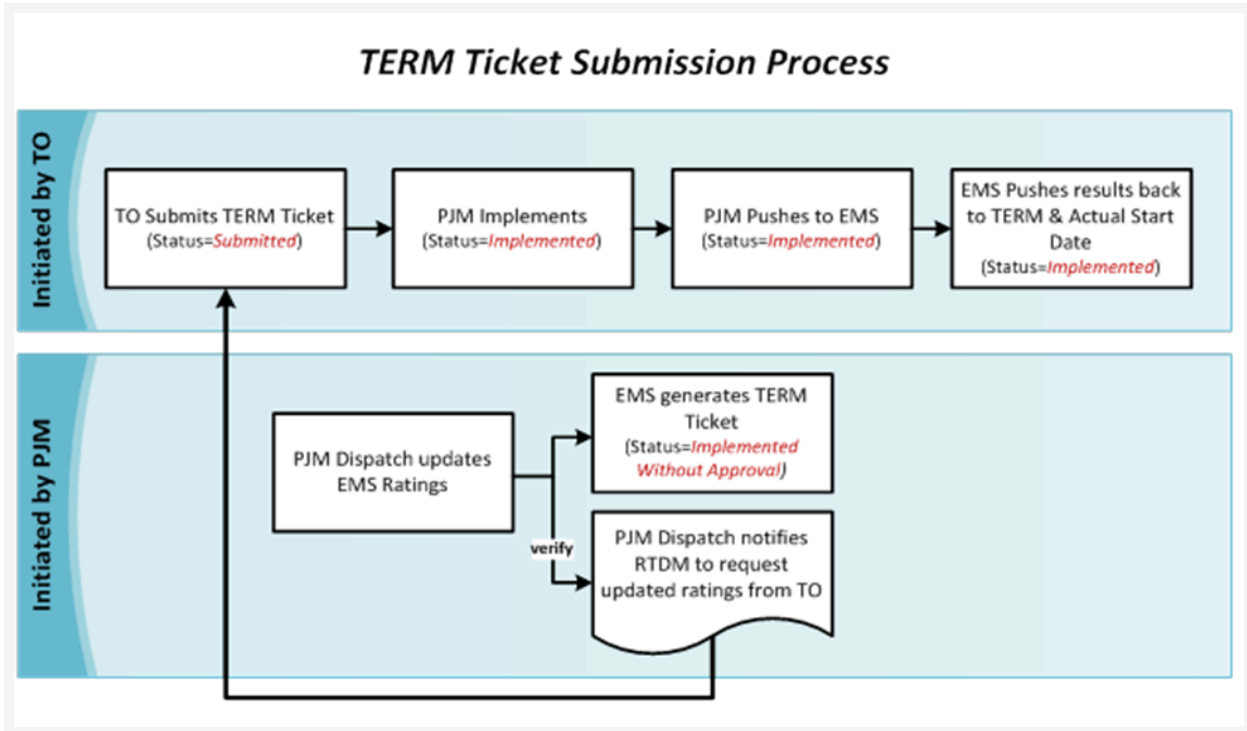 TERM Ticket Submission Process
Initiated by TO
TO Submits TERM Ticket
(Status=Submitted)
PJM Implements
(Status=Implemented)
PJM Pushes to EMS
(Status=Implemented)
EMS Pushes results back
to TERM & Actual Start
Date
(Status=Implemented)
Initiated by PJM
PJM Dispatch updates
EMS Ratings
EMS generates TERM
Ticket
(Status=Implemented
Without Approval)
verify
PJM Dispatch notifies
RTDM to request
updated ratings from TO